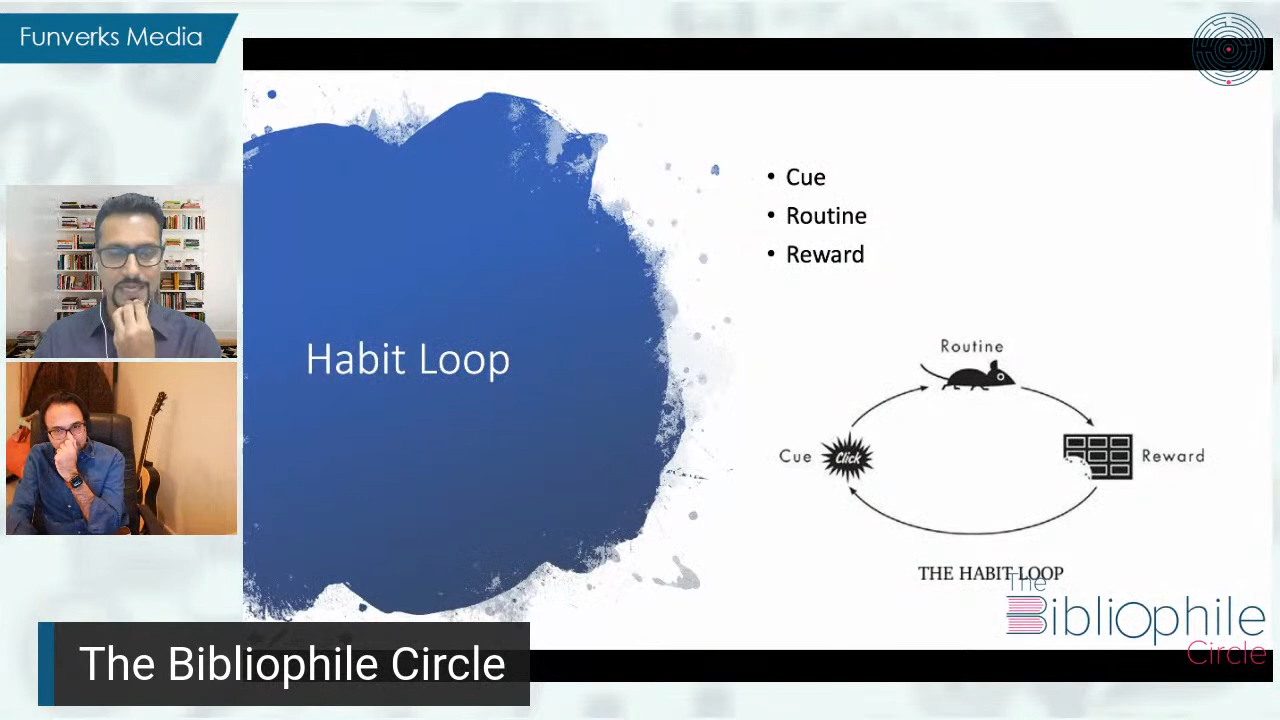 Funverks Media
Habit Loop
• Cue
• Routine
• Reward
Routine
Cue
Click
Reward
THE HABIT LOOP
The
Bibliophile
Circle
The Bibliophile Circle